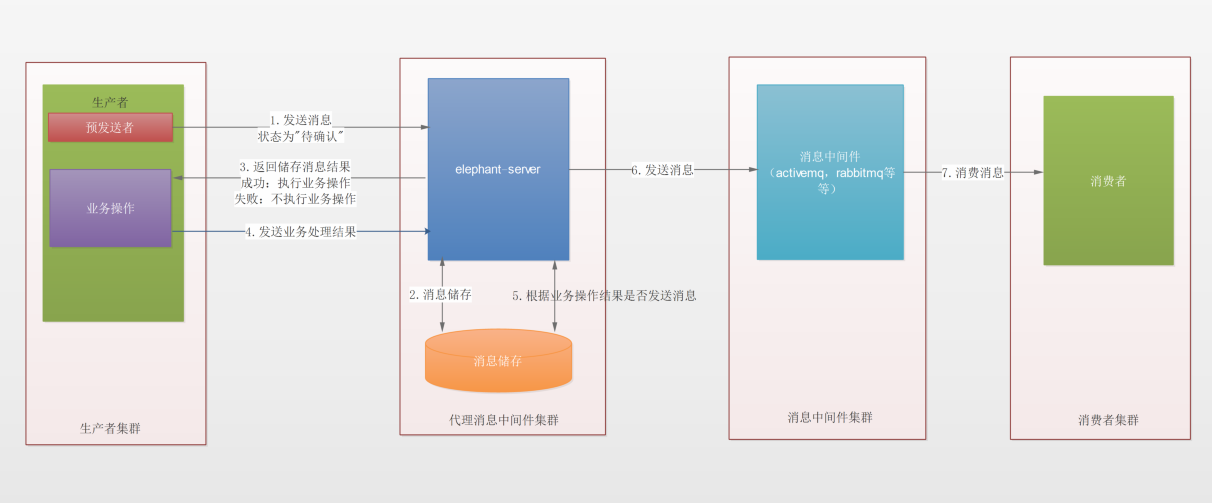 生产者
预发送者
业务操作
生产者集群
1.发送消息
状态为"待确认"
3.返回储存消息结果
成功：执行业务操作
失败：不执行业务操作
4.发送业务处理结果
elephant-server
2.消息储存
5.根据业务操作结果是否发送消息
消息储存
代理消息中间件集群
6.发送消息
消息中间件
（activemq，rabbitmq等
等）
消息中间件集群
7.消费消息
消费者
消费者集群